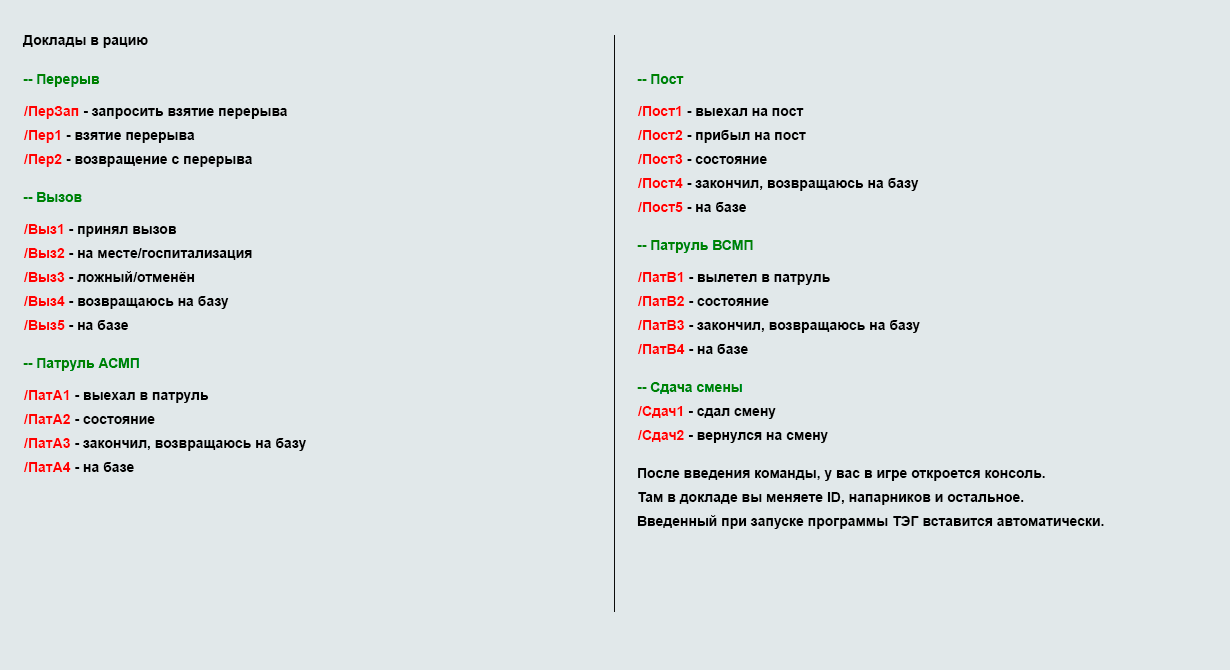 Доклады в рацию
-- Перерыв
/ПерЗап - запросить взятие перерыва
/Пер1 - взятие перерыва
/Пер2 - возвращение с перерыва
-- Вызов
/Выз1 - принял вызов
/Выз2 - на месте/госпитализация
/Выз3 - ложный/отменён
/Выз4 - возвращаюсь на базу
/Выз5 - на базе
-- Патруль АСМП
/ПатА1 - выехал в патруль
/ПатА2 - состояние
/ПатА3 - закончил, возвращаюсь на базу
/ПатА4 - на базе
-- Пост
/Пост1 - выехал на пост
/Пост2 - прибыл на пост
/Пост3 - состояние
/Пост4 - закончил, возвращаюсь на базу
/Пост5 - на базе
-- Патруль ВСМП
/ПатВ1 - вылетел в патруль
/ПатВ2 - состояние
/ПатВ3 - закончил, возвращаюсь на базу
/ПатВ4 - на базе
-- Сдача смены
/Сдач1 - сдал смену
/Сдач2 - вернулся на смену
После введения команды, у вас в игре откроется консоль.
Там в докладе вы меняете ID, напарников и остальное.
Введенный при запуске программы ТЭГ вставится автоматически.